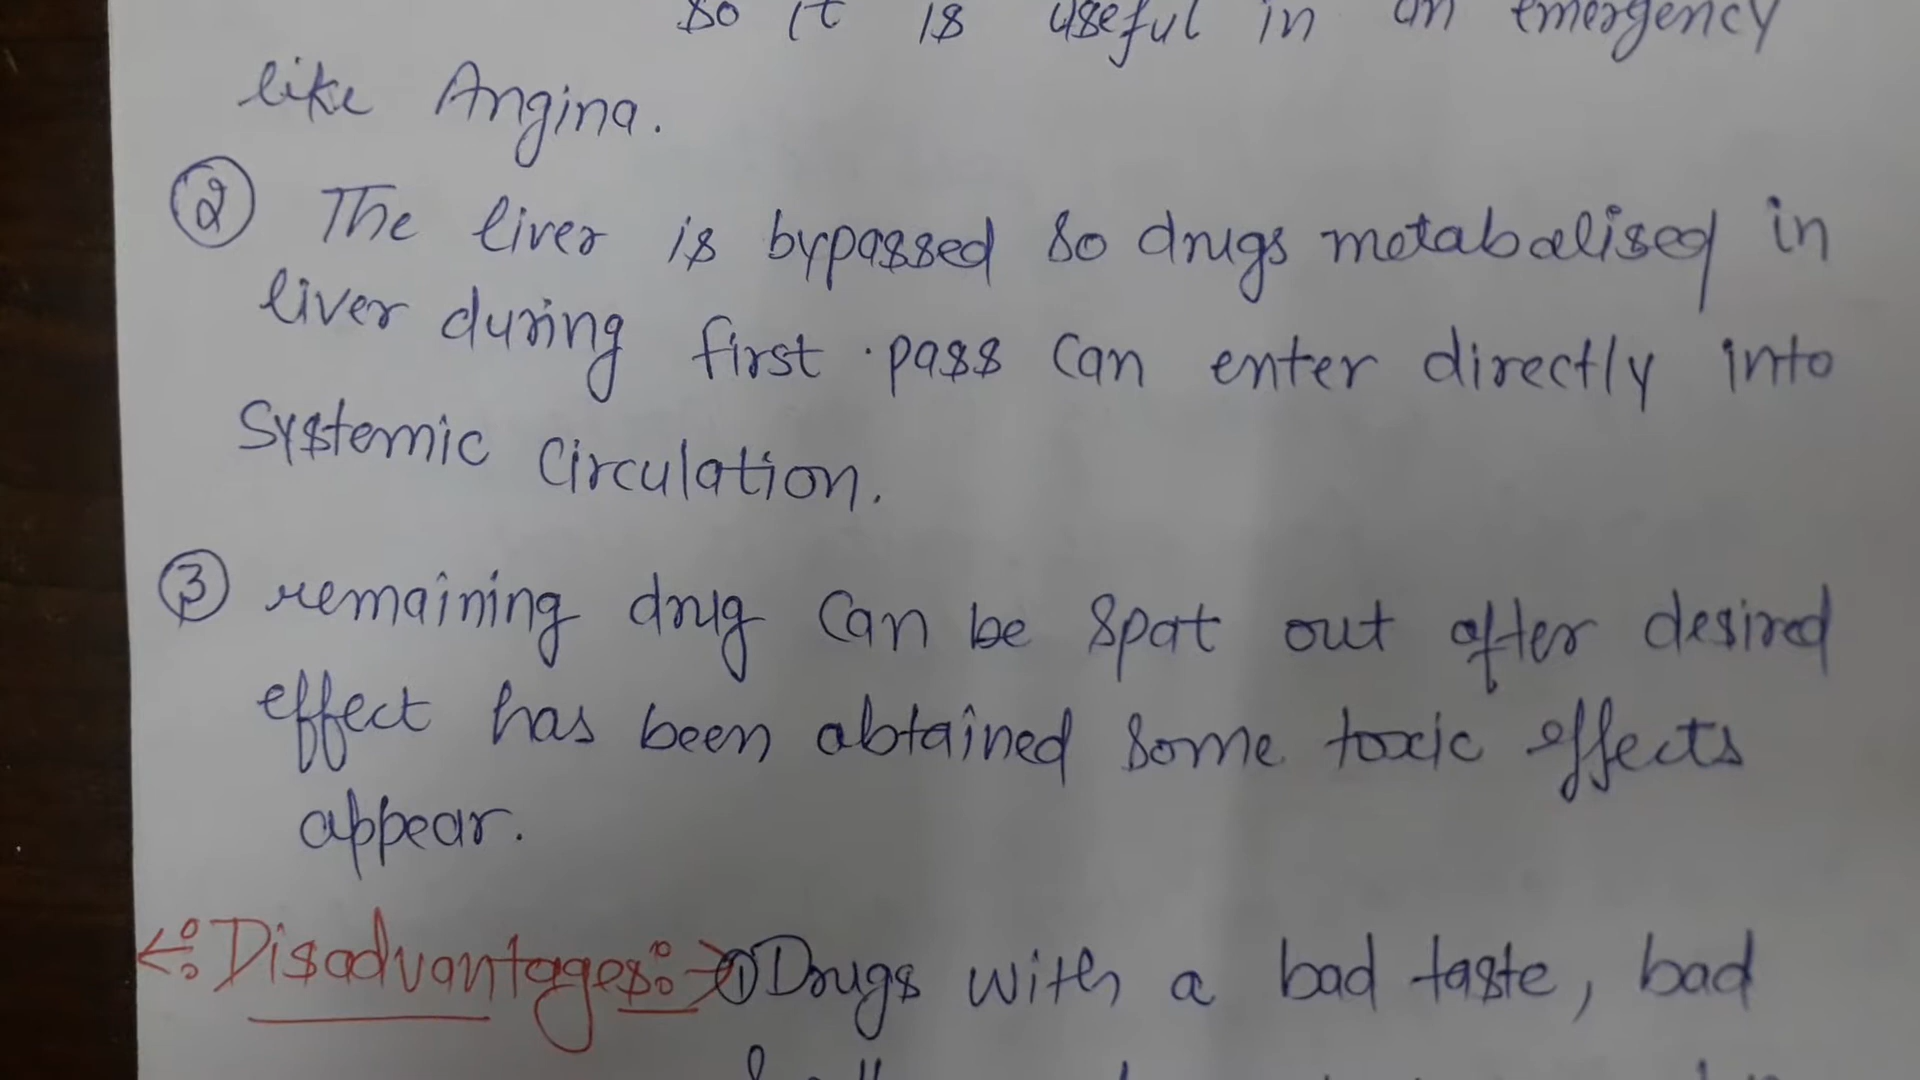 so it is useful in an emergency
like Angina.
② The liver is bypassed so drugs metabalised in
liver during first pass can enter directly into
Systemic Circulation.
③ remaining drug can be spat out after desired
effect has been obtained some toxic effects
appear.
Disadvantages:→ ① Drugs with a bad taste, bad